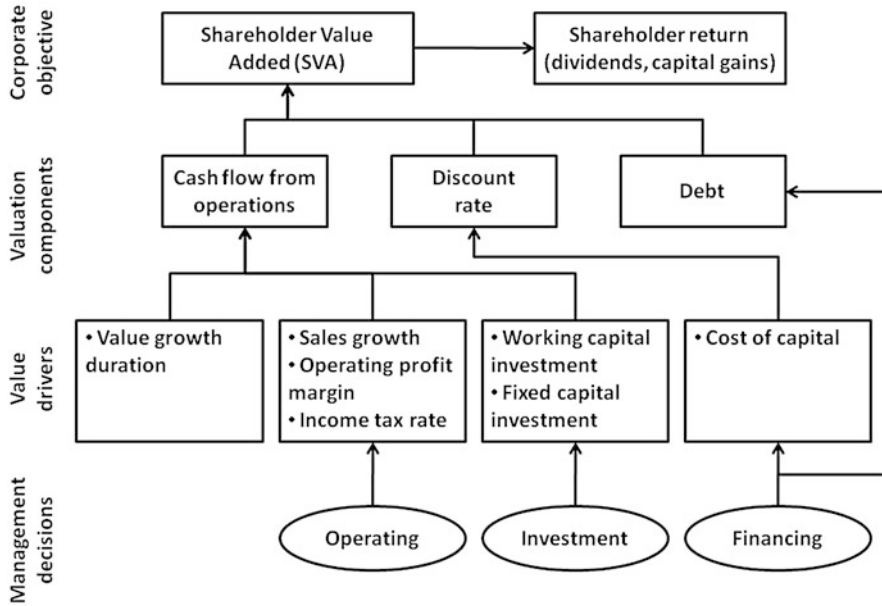 Corporate
objective
Shareholder Value
Added (SVA)
Shareholder return
(dividends, capital gains)
Valuation
components
Cash flow from
operations
Discount
rate
Debt
Value
drivers
• Value growth
duration
• Sales growth
• Operating profit
margin
• Income tax rate
• Working capital
investment
• Fixed capital
investment
• Cost of capital
Management
decisions
Operating
Investment
Financing